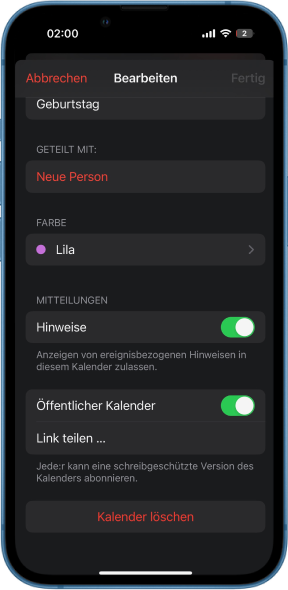 02:00
2
Abbrechen Bearbeiten Fertig
Geburtstag
GETEILT MIT:
Neue Person
FARBE
Lila
MITTEILUNGEN
Hinweise
Anzeigen von ereignisbezogenen Hinweisen in
diesem Kalender zulassen.
Öffentlicher Kalender
Link teilen ...
Jede:r kann eine schreibgeschützte Version des
Kalenders abonnieren.
Kalender löschen